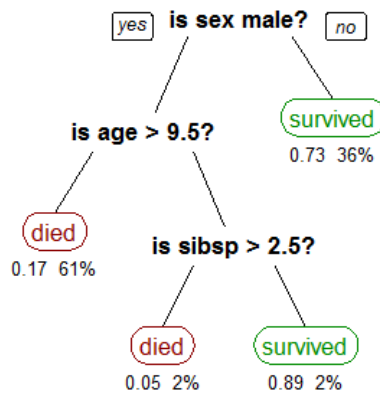 yes is sex male? no
is age > 9.5?
survived
0.73 36%
died
0.17 61%
is sibsp > 2.5?
died survived
0.05 2% 0.89 2%